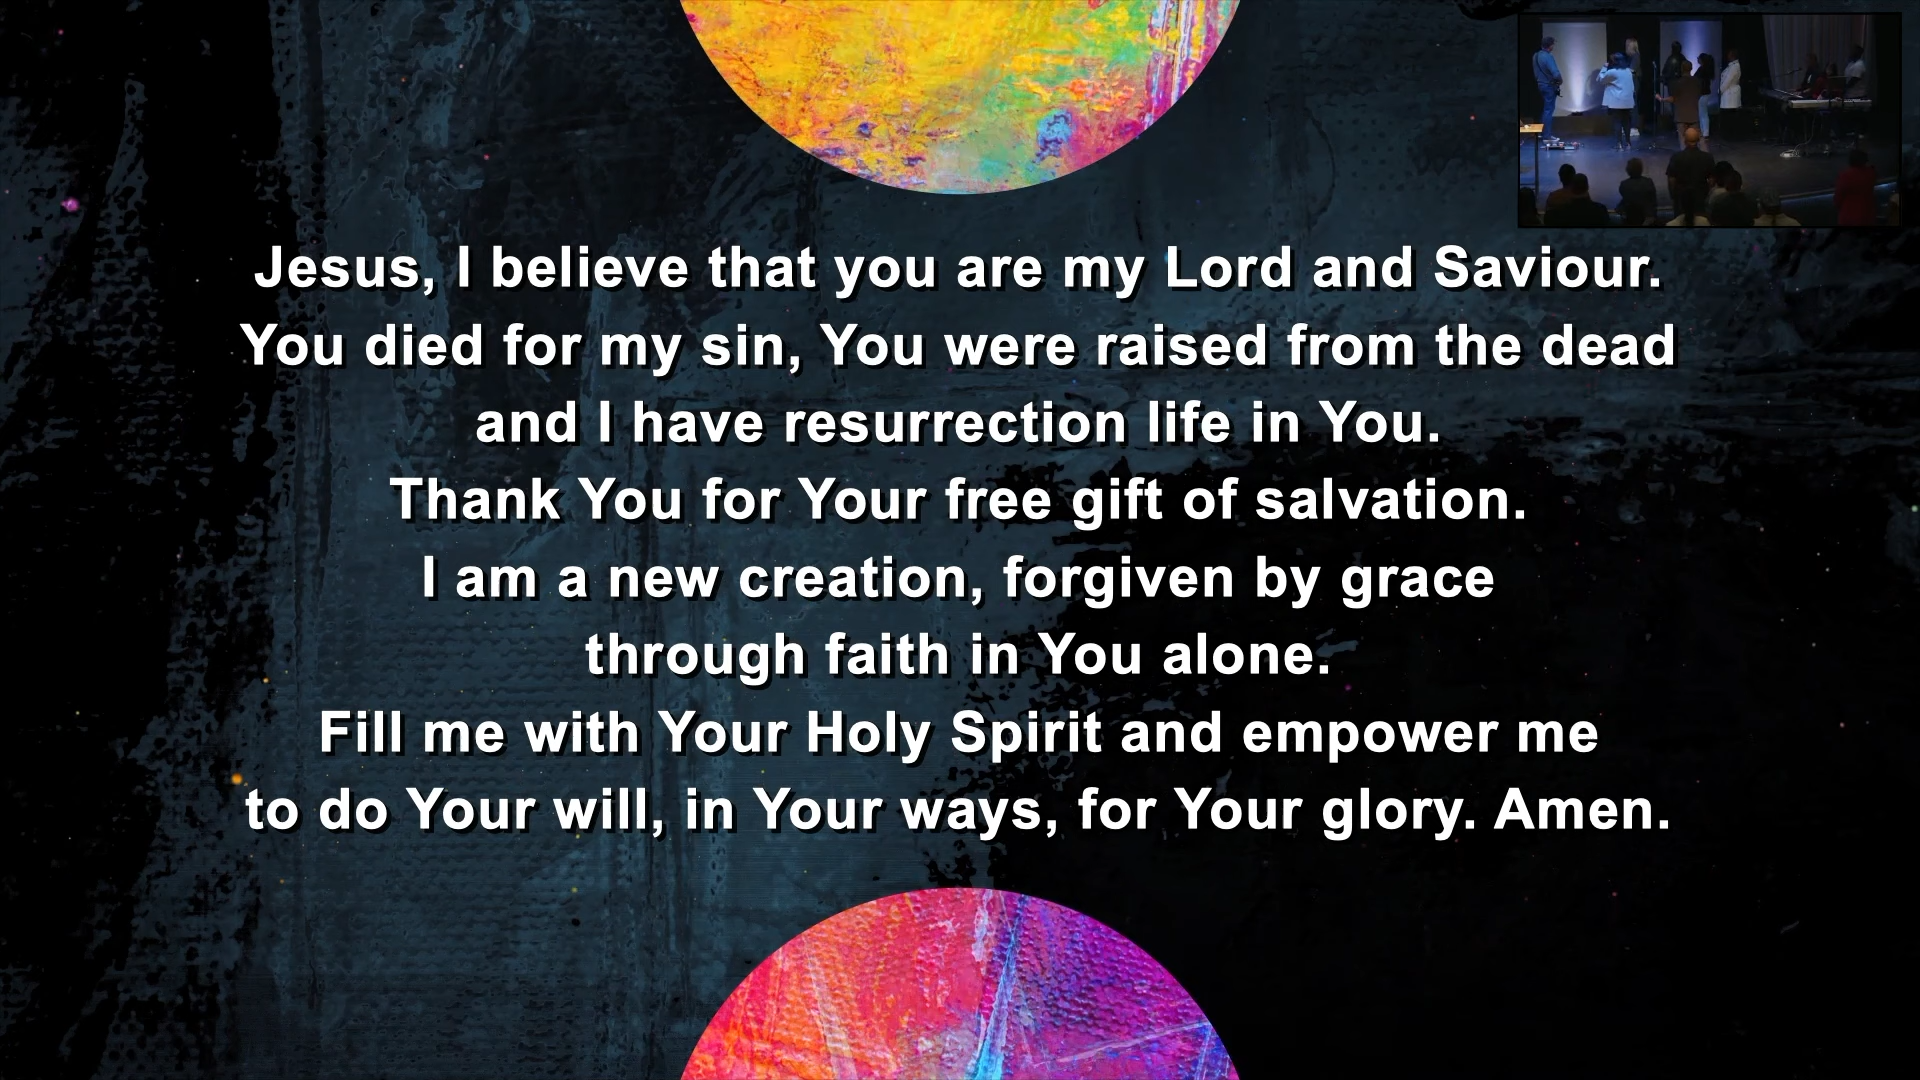 Jesus, I believe that you are my Lord and Saviour.
You died for my sin, You were raised from the dead
and I have resurrection life in You.
Thank You for Your free gift of salvation.
I am a new creation, forgiven by grace
through faith in You alone.
Fill me with Your Holy Spirit and empower me
to do Your will, in Your ways, for Your glory. Amen.